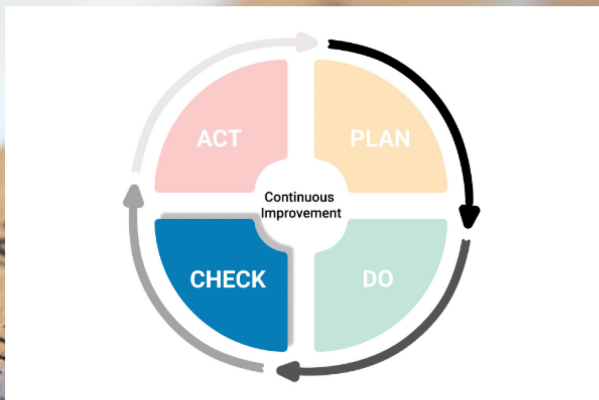 ACT
PLAN
Continuous
Improvement
CHECK
DO